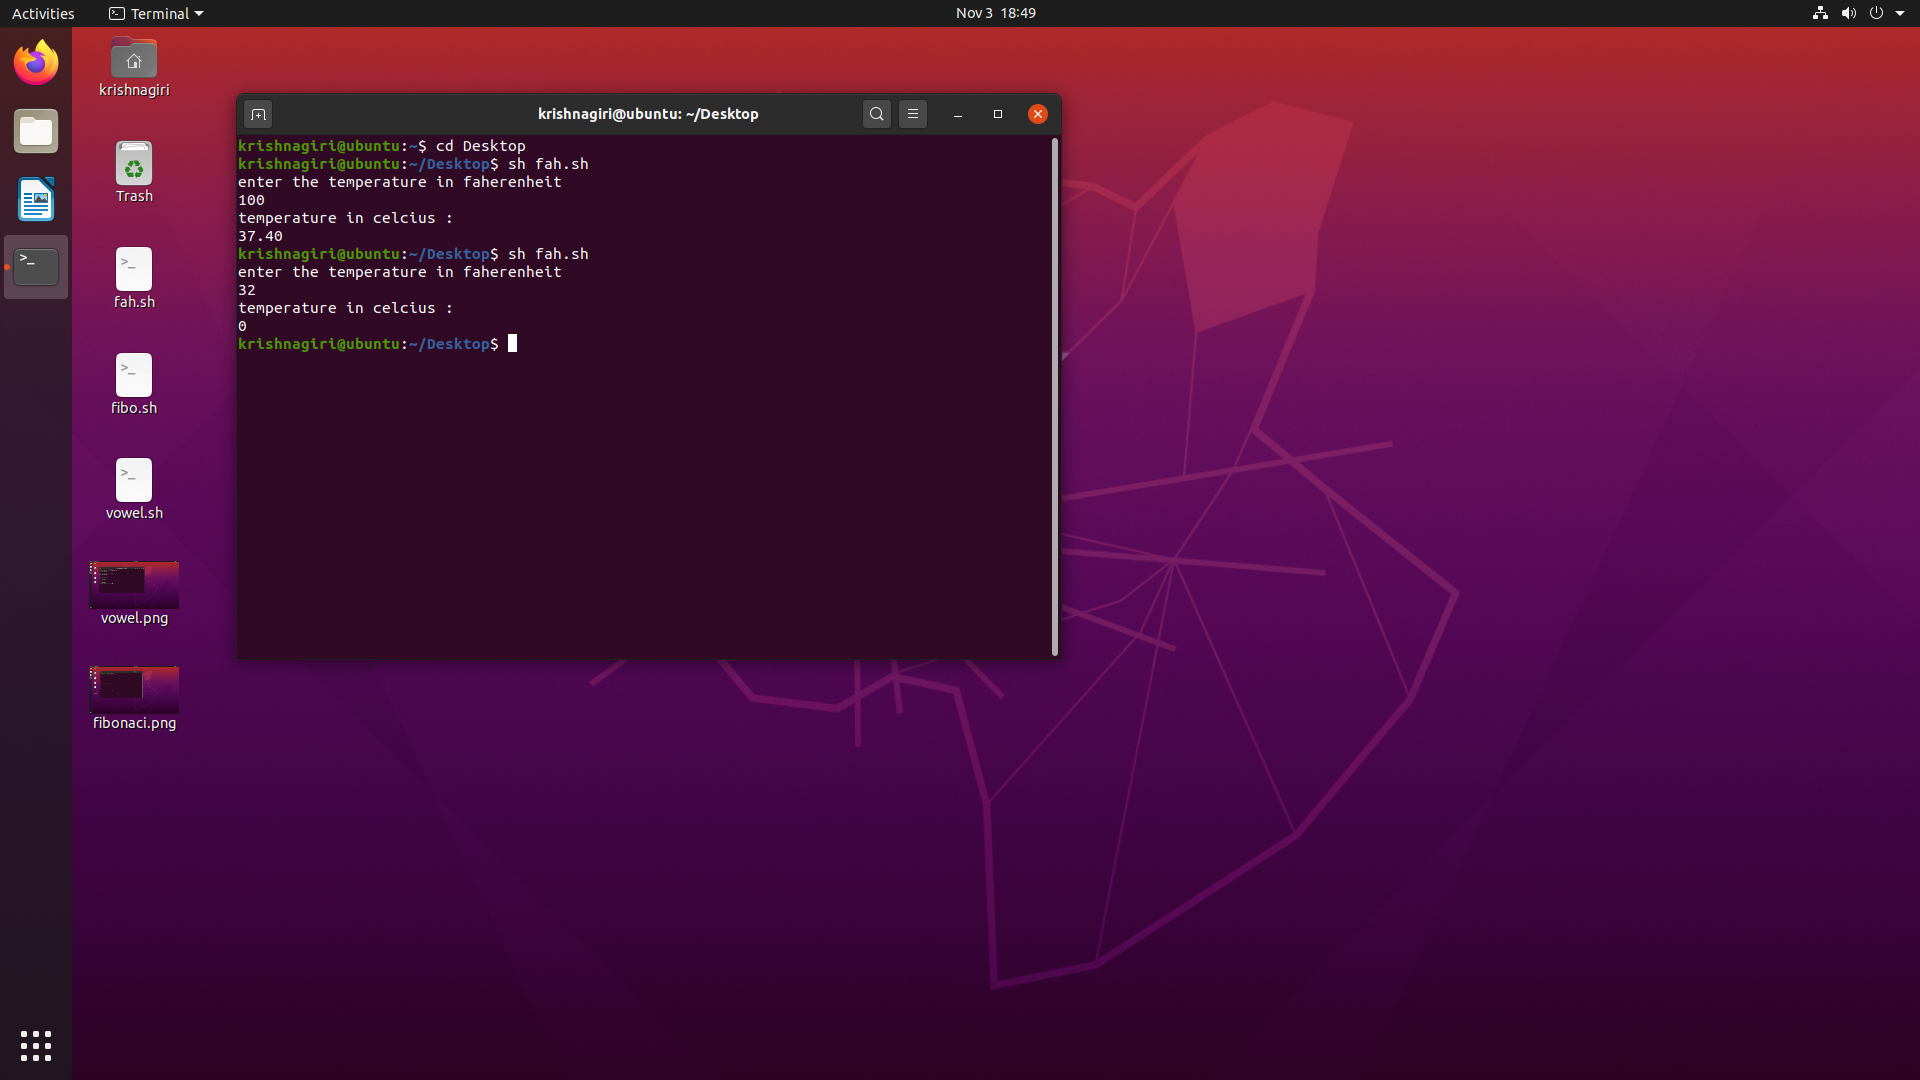 Activities
Terminal
Nov 3 18:49
krishnagiri
Trash
fah.sh
fibo.sh
vowel.sh
vowel.png
fibonaci.png
krishnagiri@ubuntu: ~/Desktop
krishnagiri@ubuntu:~$ cd Desktop
krishnagiri@ubuntu:~/Desktop$ sh fah.sh
enter the temperature in faherenheit
100
temperature in celcius :
37.40
krishnagiri@ubuntu:~/Desktop$ sh fah.sh
enter the temperature in faherenheit
32
temperature in celcius :
0
krishnagiri@ubuntu:~/Desktop$